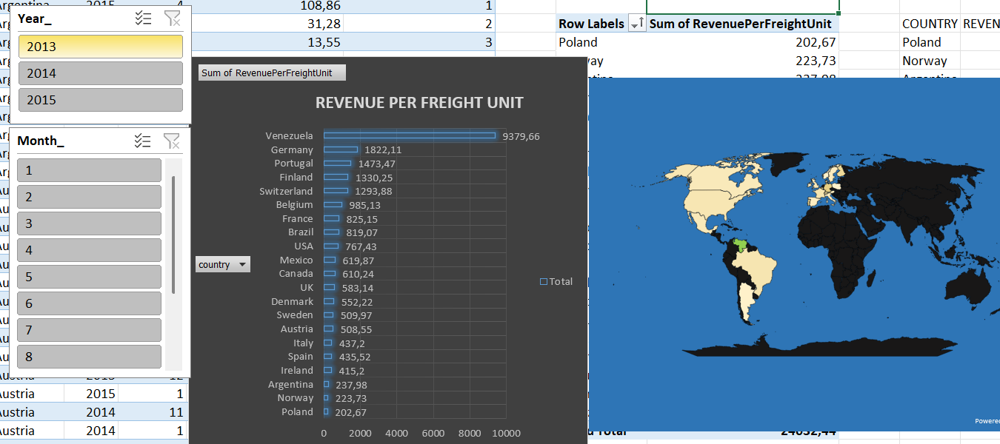 2015 4 108,86 1
31,28 2
13,55 3
Year_
2013
2014
2015
Month_
1
2
3
4
5
6
7
8
Austria 2015 1
Austria 2014 11
Austria 2014 1
Sum of RevenuePerFreightUnit
REVENUE PER FREIGHT UNIT
Venezuela 9379,66
Germany 1822,11
Portugal 1473,47
Finland 1330,25
Switzerland 1293,88
Belgium 985,13
France 825,15
Brazil 819,07
USA 767,43
Mexico 619,87
Canada 610,24
UK 583,14
Denmark 552,22
Sweden 509,97
Austria 508,55
Italy 437,2
Spain 435,52
Ireland 415,2
Argentina 237,98
Norway 223,73
Poland 202,67
0 2000 4000 6000 8000 10000
country
Total
Row Labels Sum of RevenuePerFreightUnit
Poland 202,67
way 223,73
COUNTRY REVEN
Poland
Norway
Powered